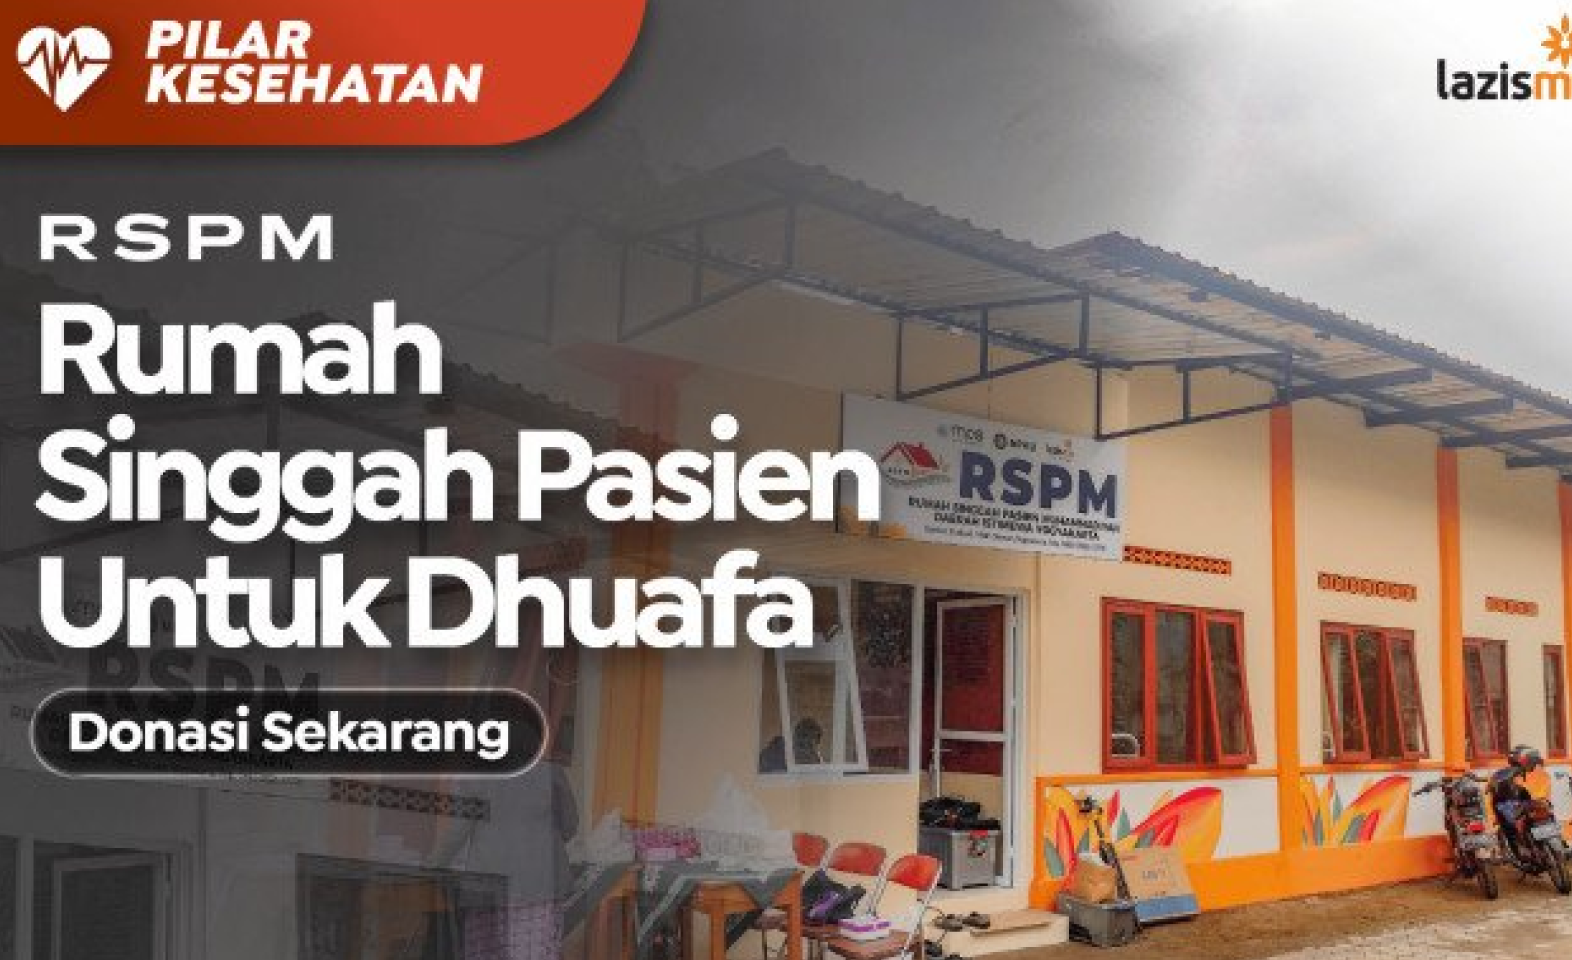 PILAR
KESEHATAN
lazism
RSPM
Rumah
Singgah Pasien
Untuk Dhuafa
Donasi Sekarang
RSPM
RUMAH SINGGAH PASIEN MUHAMMADIYAH
DAERAH ISTIMEWA YOGYAKARTA
RSPM